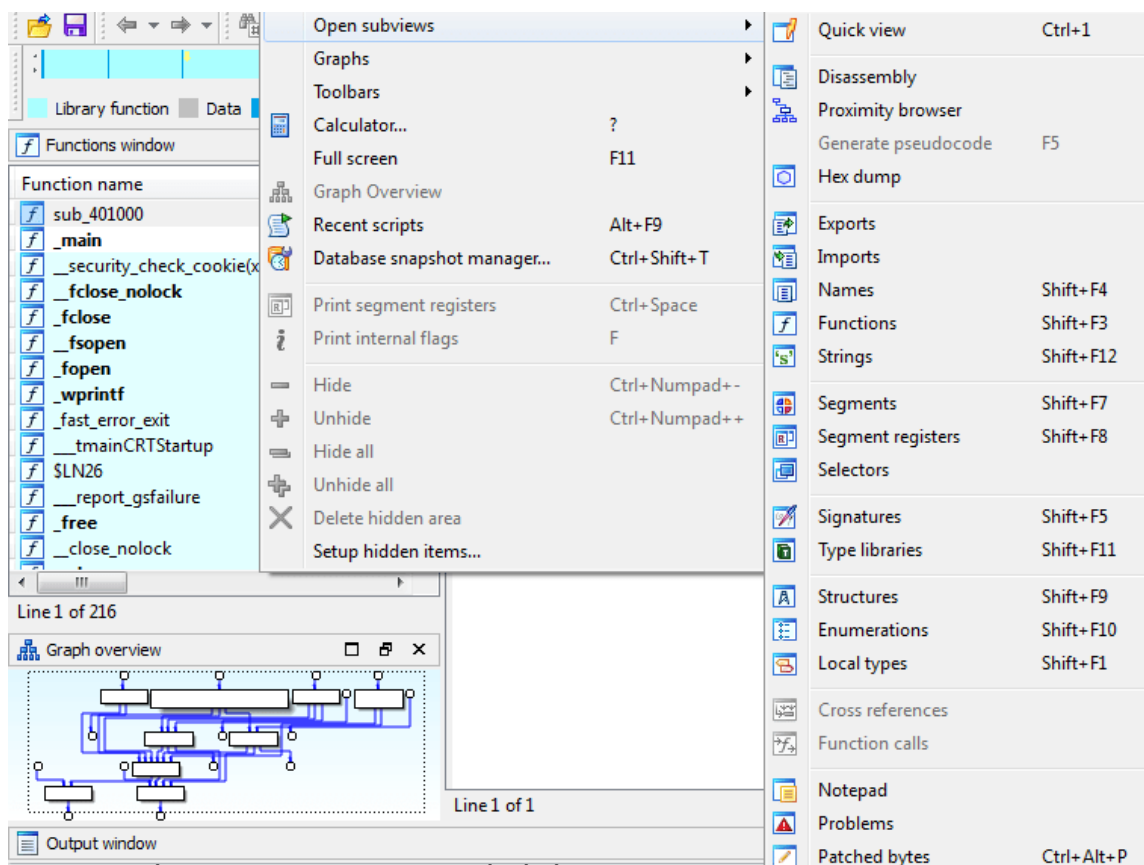 Library function Data
Functions window
Function name
sub_401000
_main
__security_check_cookie(x
__fclose_nolock
_fclose
__fsopen
_fopen
_wprintf
_fast_error_exit
___tmainCRTStartup
$LN26
___report_gsfailure
_free
__close_nolock
Line 1 of 216
Graph overview
Output window
Open subviews
Graphs
Toolbars
Calculator... ?
Full screen F11
Graph Overview
Recent scripts Alt+F9
Database snapshot manager... Ctrl+Shift+T
Print segment registers Ctrl+Space
Print internal flags F
Hide Ctrl+Numpad+-
Unhide Ctrl+Numpad++
Hide all
Unhide all
Delete hidden area
Setup hidden items...
Line 1 of 1
Quick view Ctrl+1
Disassembly
Proximity browser
Generate pseudocode F5
Hex dump
Exports
Imports
Names Shift+F4
Functions Shift+F3
Strings Shift+F12
Segments Shift+F7
Segment registers Shift+F8
Selectors
Signatures Shift+F5
Type libraries Shift+F11
Structures Shift+F9
Enumerations Shift+F10
Local types Shift+F1
Cross references
Function calls
Notepad
Problems
Patched bytes Ctrl+Alt+P